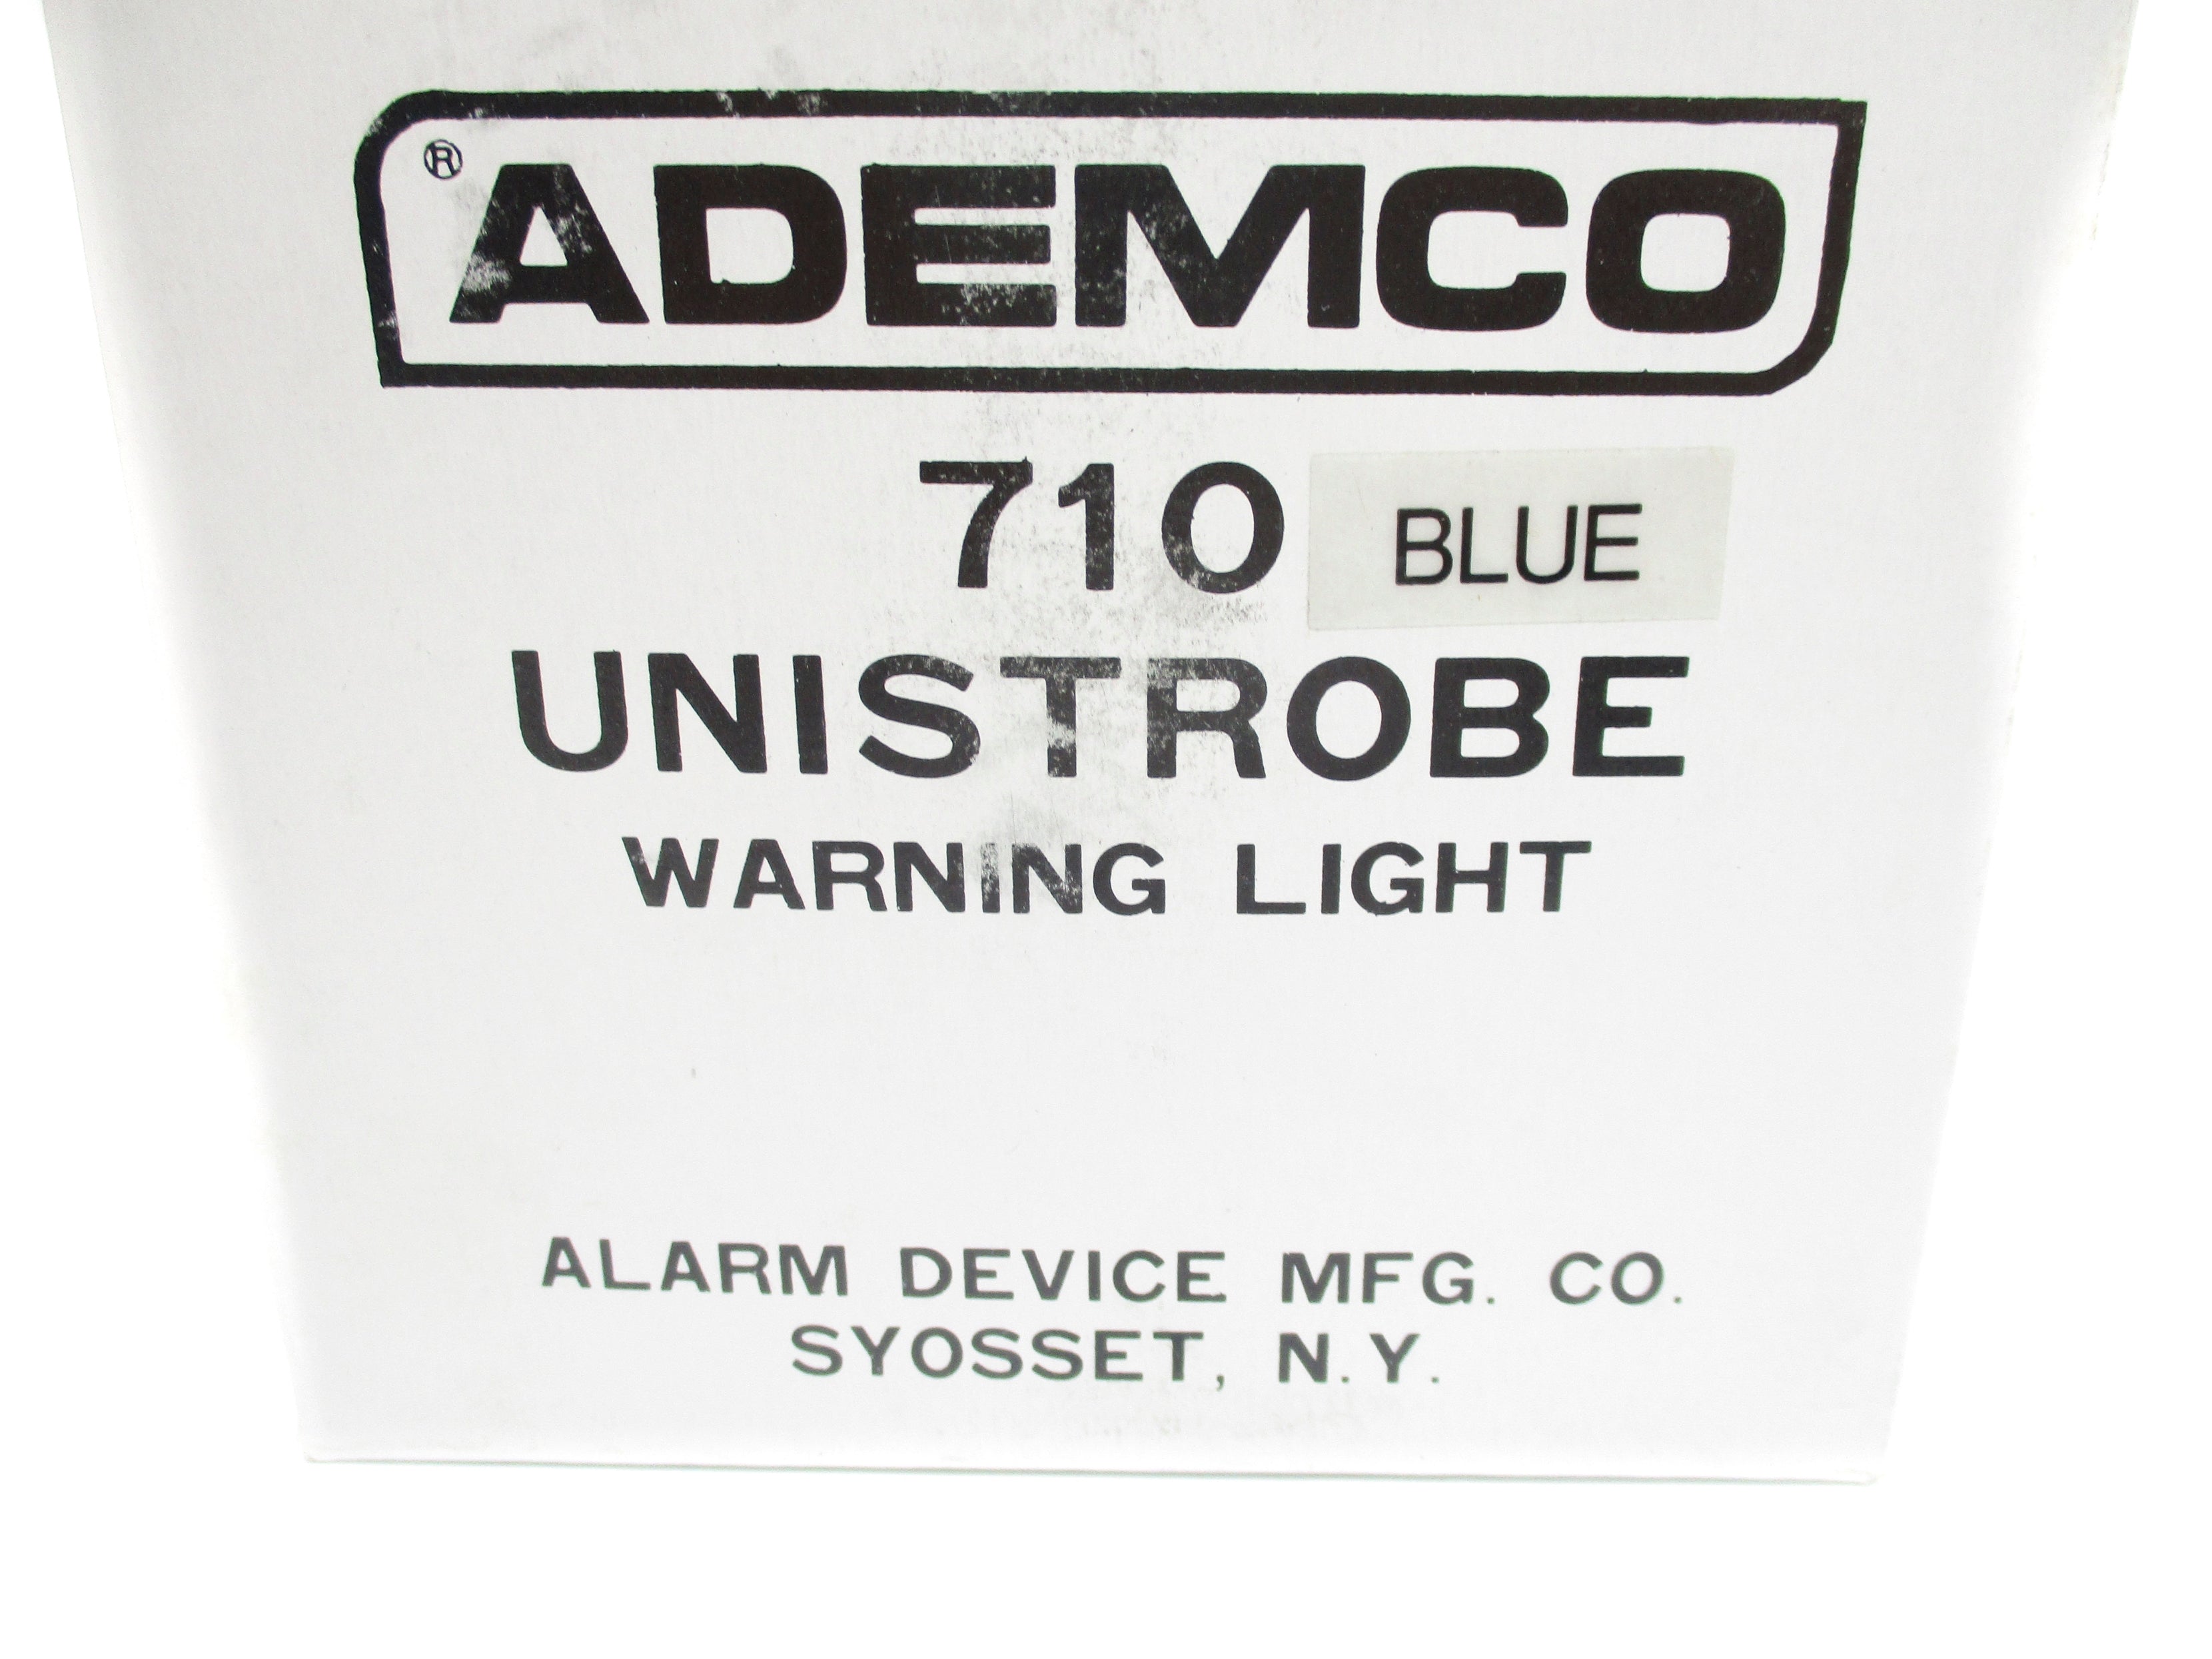 ® ADEMCO
710 BLUE
UNISTROBE
WARNING LIGHT
ALARM DEVICE MFG. CO.
SYOSSET, N.Y.